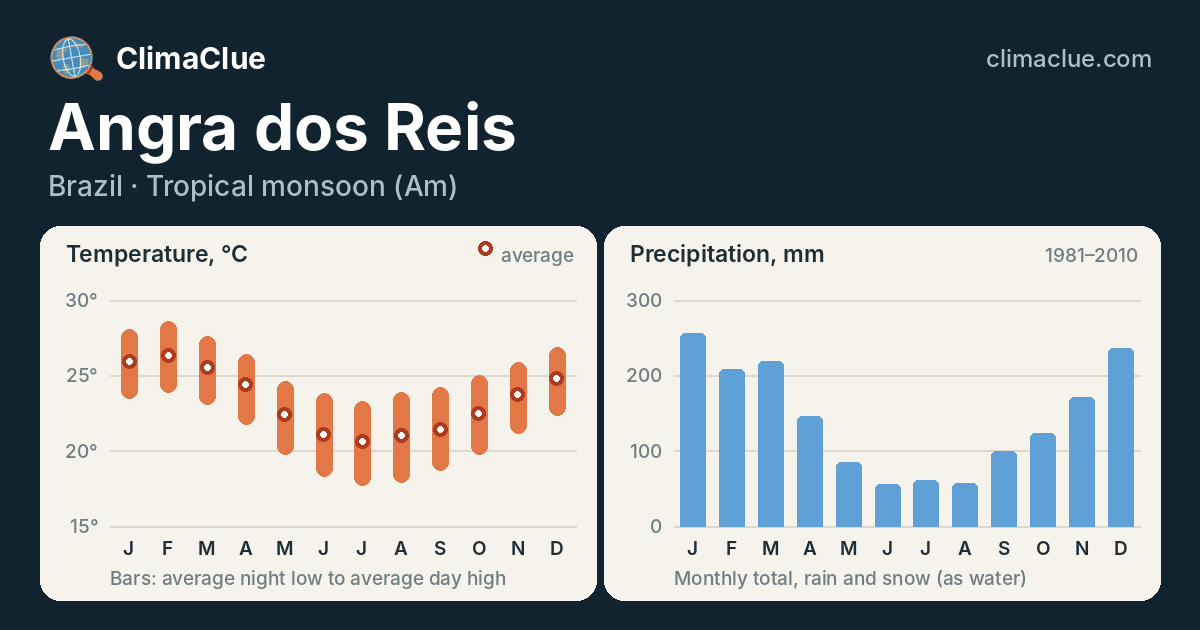 ClimaClue
climaclue.com
Angra dos Reis
Brazil · Tropical monsoon (Am)
Temperature, °C
average
30°
25°
20°
15°
J F M A M J J A S O N D
Bars: average night low to average day high
Precipitation, mm
1981–2010
300
200
100
0
J F M A M J J A S O N D
Monthly total, rain and snow (as water)